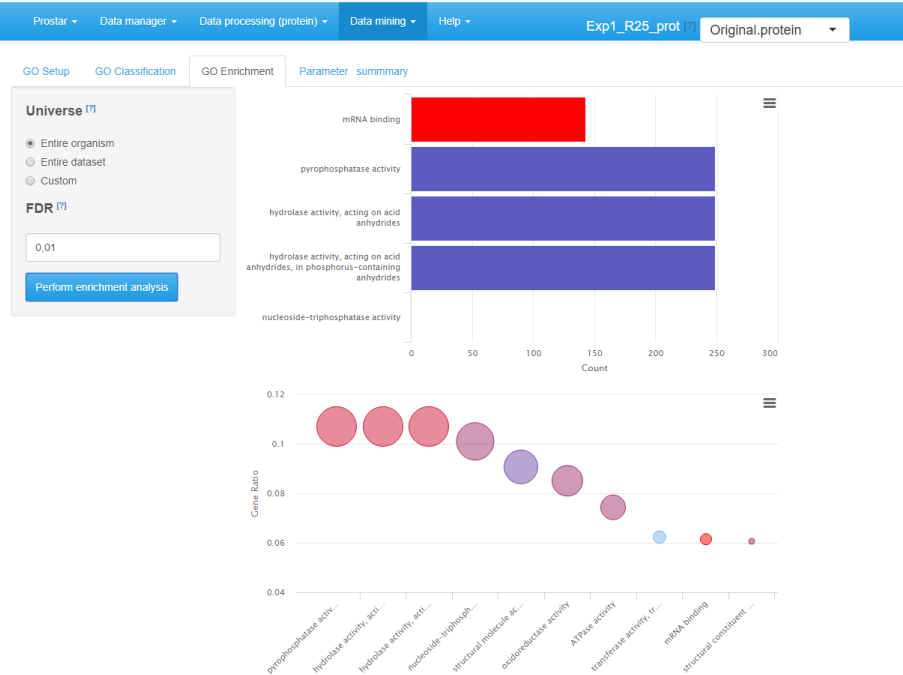 Prostar Data manager Data processing (protein) Data mining Help Exp1_R25_prot [?] Original.protein
GO Setup GO Classification GO Enrichment Parameter summmary
Universe [?]
Entire organism
Entire dataset
Custom
FDR [?]
0,01
Perform enrichment analysis
mRNA binding
pyrophosphatase activity
hydrolase activity, acting on acid
anhydrides
hydrolase activity, acting on acid
anhydrides, in phosphorus-containing
anhydrides
nucleoside-triphosphatase activity
0 50 100 150 200 250 300
Count
0.12
0.1
0.08
0.06
0.04
Gene Ratio
pyrophosphatase activ...
hydrolase activity, acti...
hydrolase activity, acti...
nucleoside-triphosph...
structural molecule ac...
oxidoreductase activity
ATPase activity
transferase activity, tr...
mRNA binding
structural constituent ...